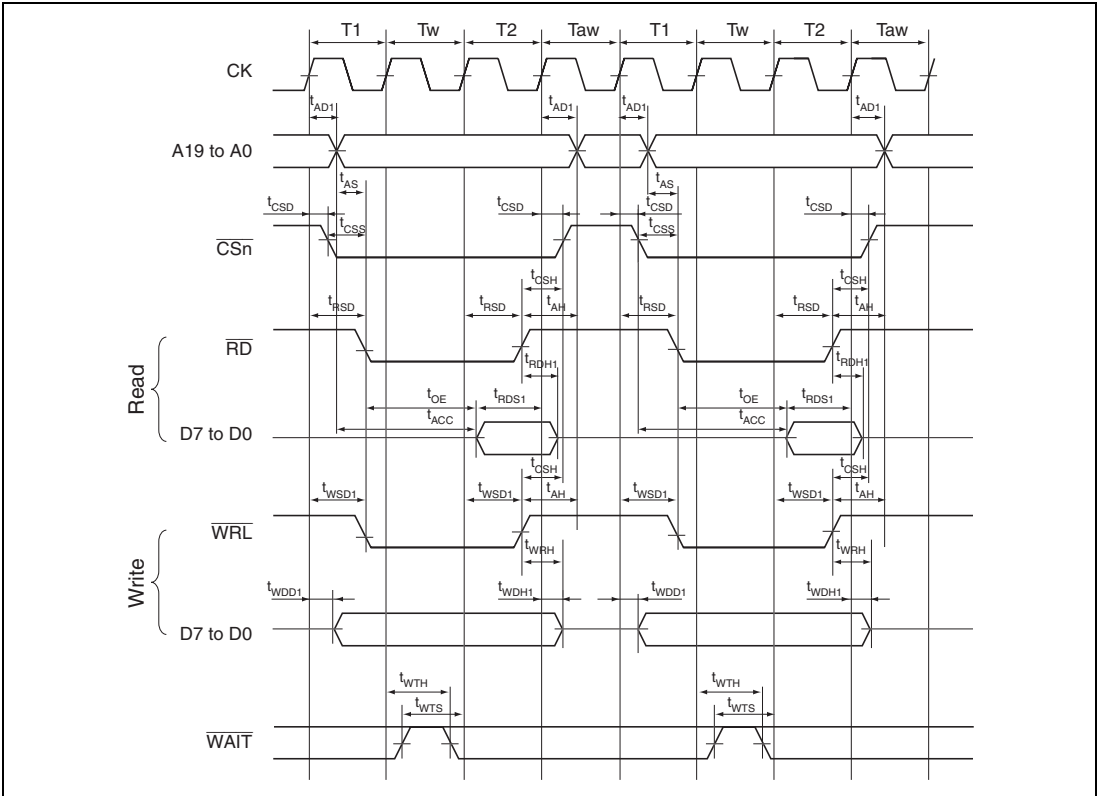 T1 Tw T2 Taw T1 Tw T2 Taw
CK
tAD1 tAD1 tAD1 tAD1
A19 to A0
tAS tAS
tCSD tCSD tCSD tCSD
tCSS tCSS
CSn
tCSH tCSH
tRSD tRSD tAH tRSD tRSD tAH
RD
tRDH1 tRDH1
Read
tOE tRDS1 tOE tRDS1
tACC tACC
D7 to D0
tCSH tCSH
tWSD1 tWSD1 tAH tWSD1 tWSD1 tAH
WRL
tWRH tWRH
Write
tWDD1 tWDH1 tWDD1 tWDH1
D7 to D0
tWTH tWTH
tWTS tWTS
WAIT